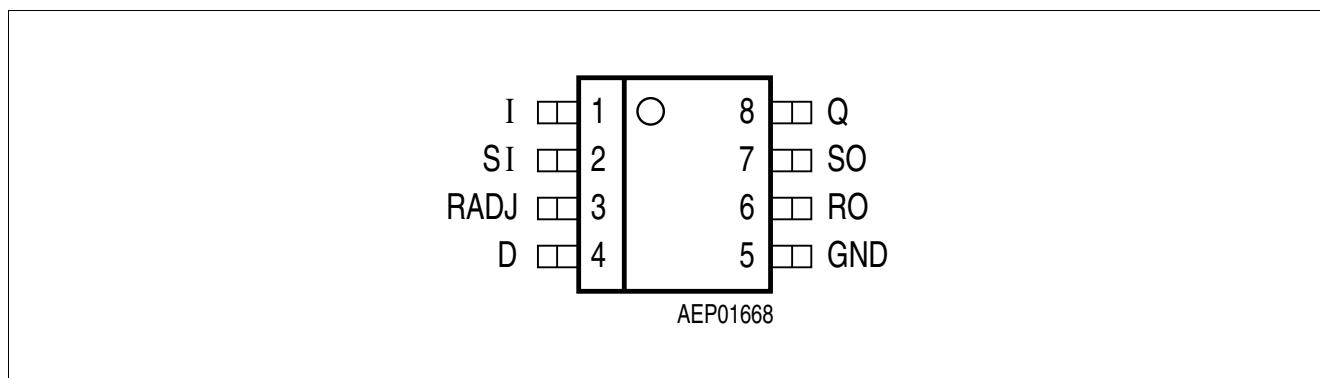 I 1 8 Q
SI 2 7 SO
RADJ 3 6 RO
D 4 5 GND
AEP01668